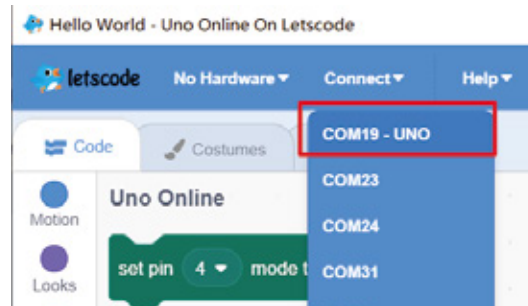 Hello World - Uno Online On Letscode
letscode No Hardware Connect Help
Code Costumes
COM19 - UNO
Uno Online
COM23
Motion
COM24
set pin 4 mode t
COM31
Looks